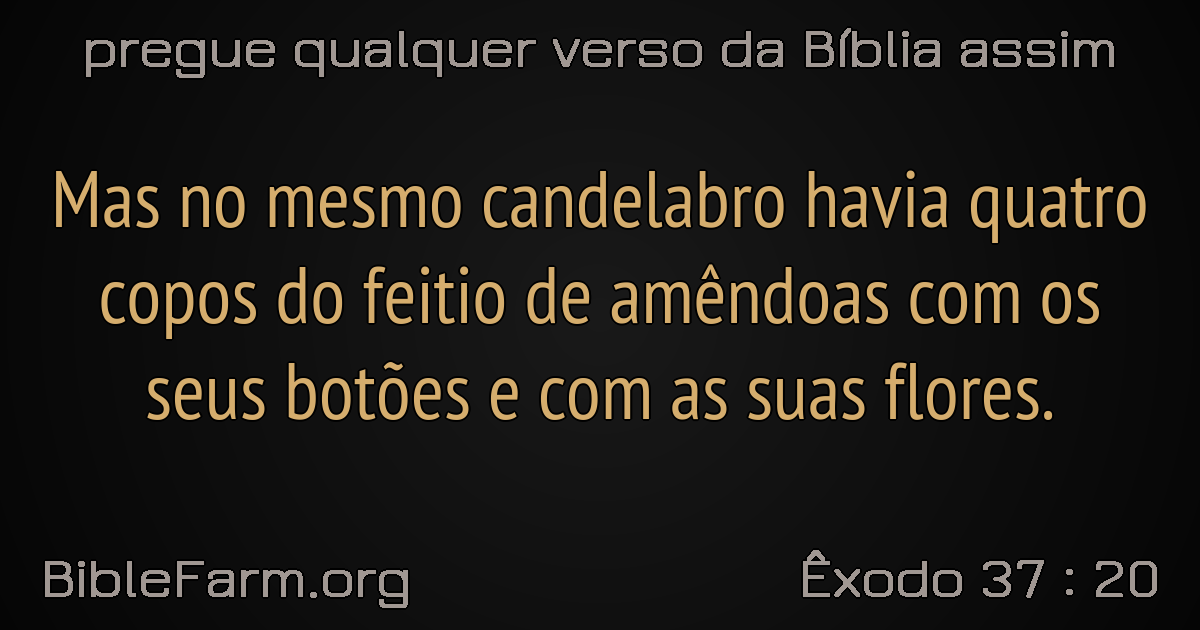 pregue qualquer verso da Bíblia assim
Mas no mesmo candelabro havia quatro
copos do feitio de amêndoas com os
seus botões e com as suas flores.
BibleFarm.org
Êxodo 37 : 20